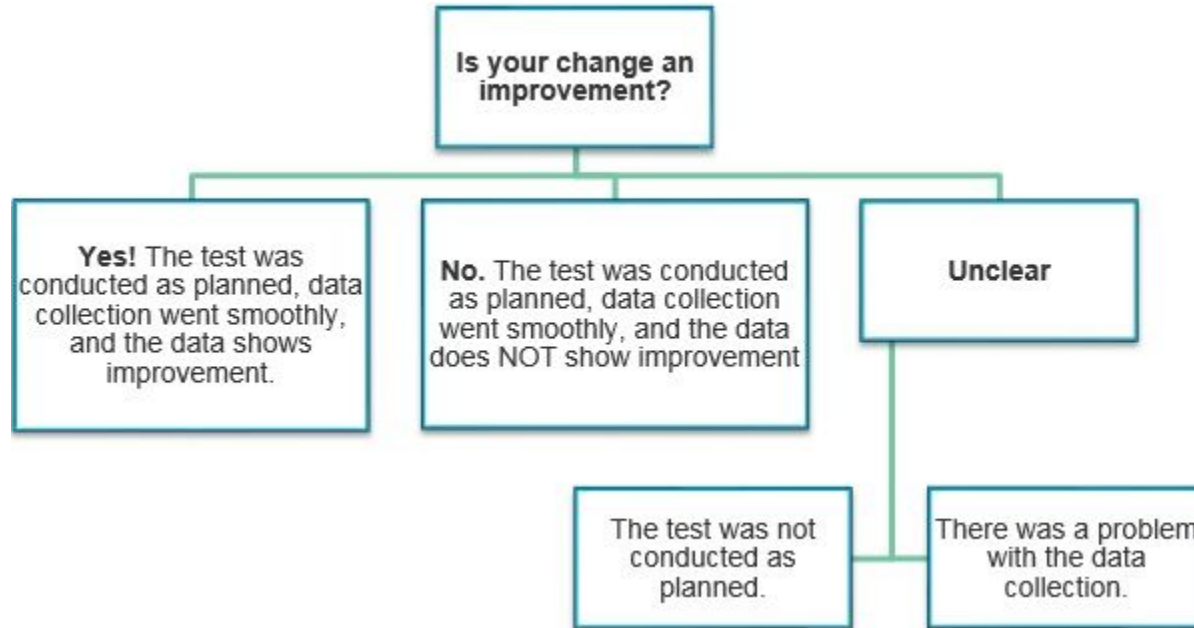 Is your change an
improvement?
Yes! The test was
conducted as planned, data
collection went smoothly,
and the data shows
improvement.
No. The test was conducted
as planned, data collection
went smoothly, and the data
does NOT show improvement
Unclear
The test was not
conducted as
planned.
There was a problem
with the data
collection.